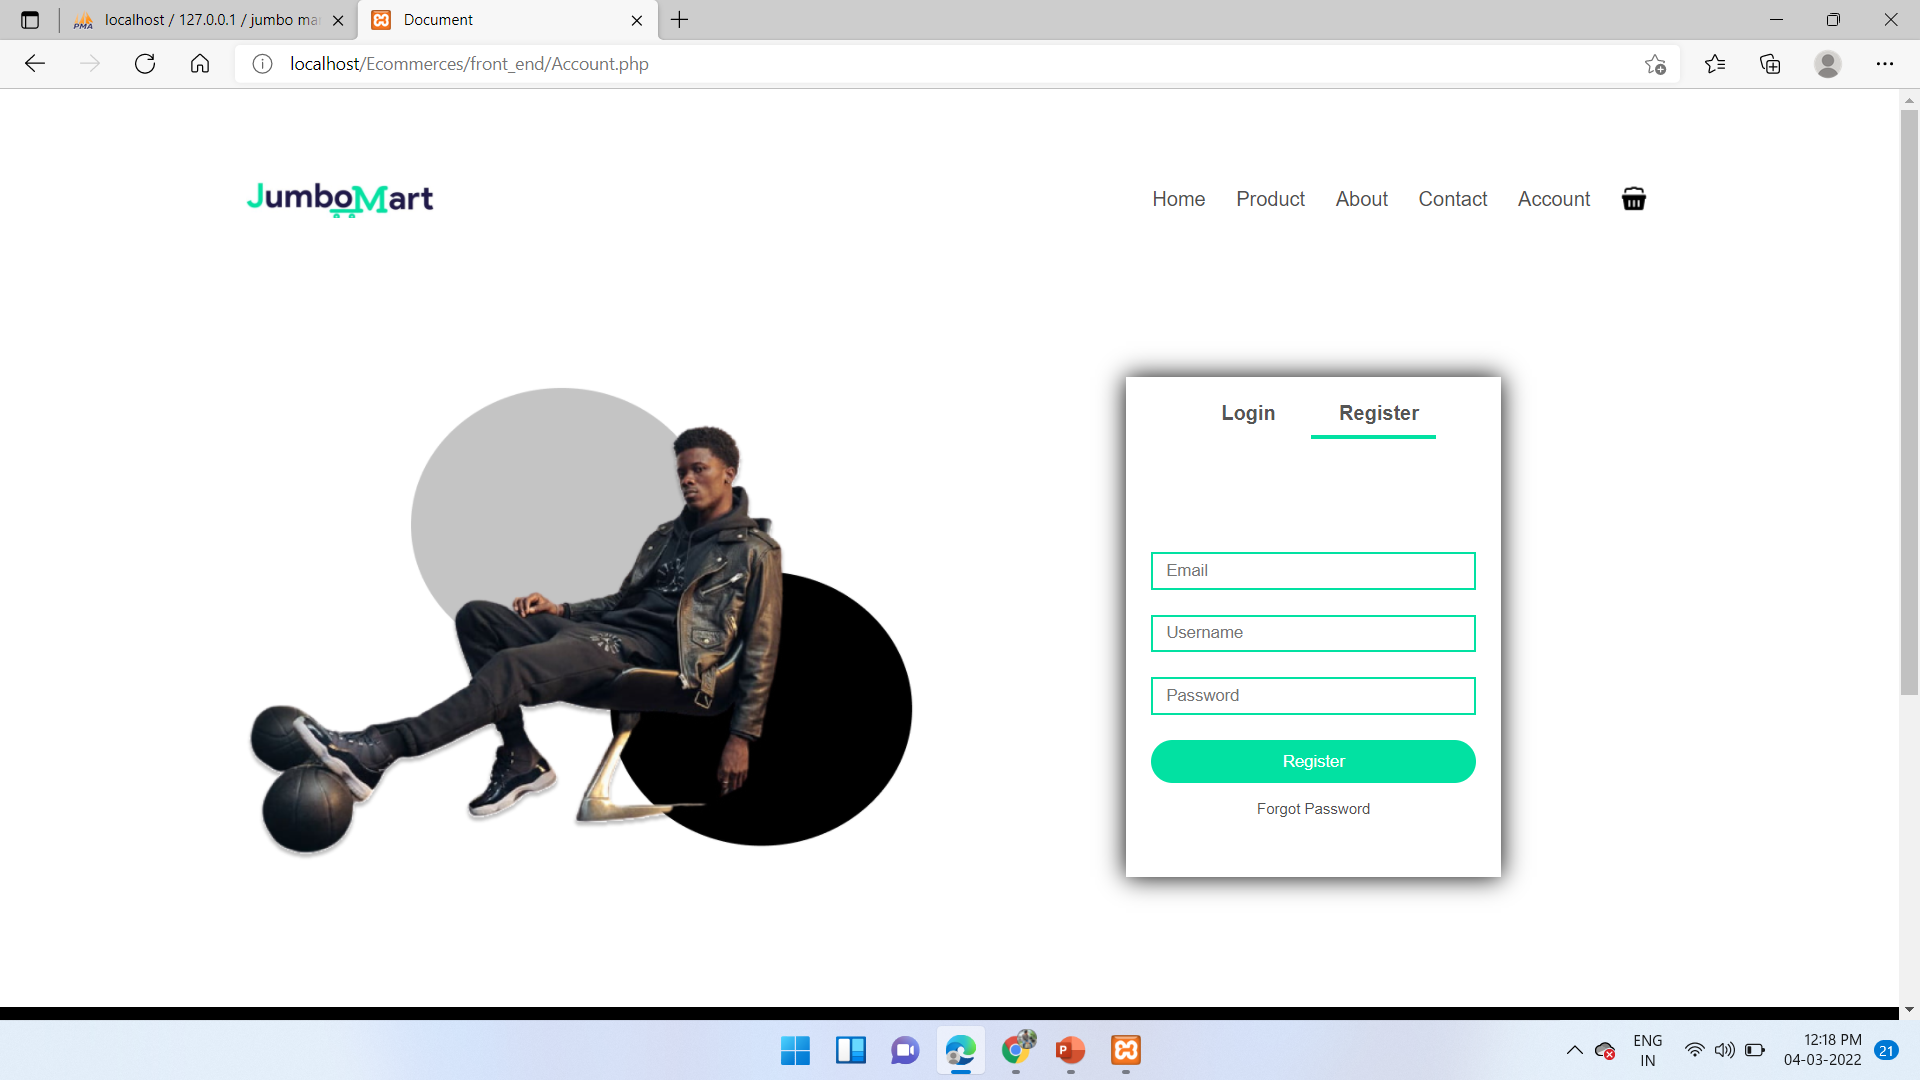 localhost / 127.0.0.1 / jumbo ma
Document
localhost/Ecommerces/front_end/Account.php
JumboMart
Home Product About Contact Account
Login Register
Email
Username
Password
Register
Forgot Password
ENG
IN
12:18 PM
04-03-2022
21
PMA
P